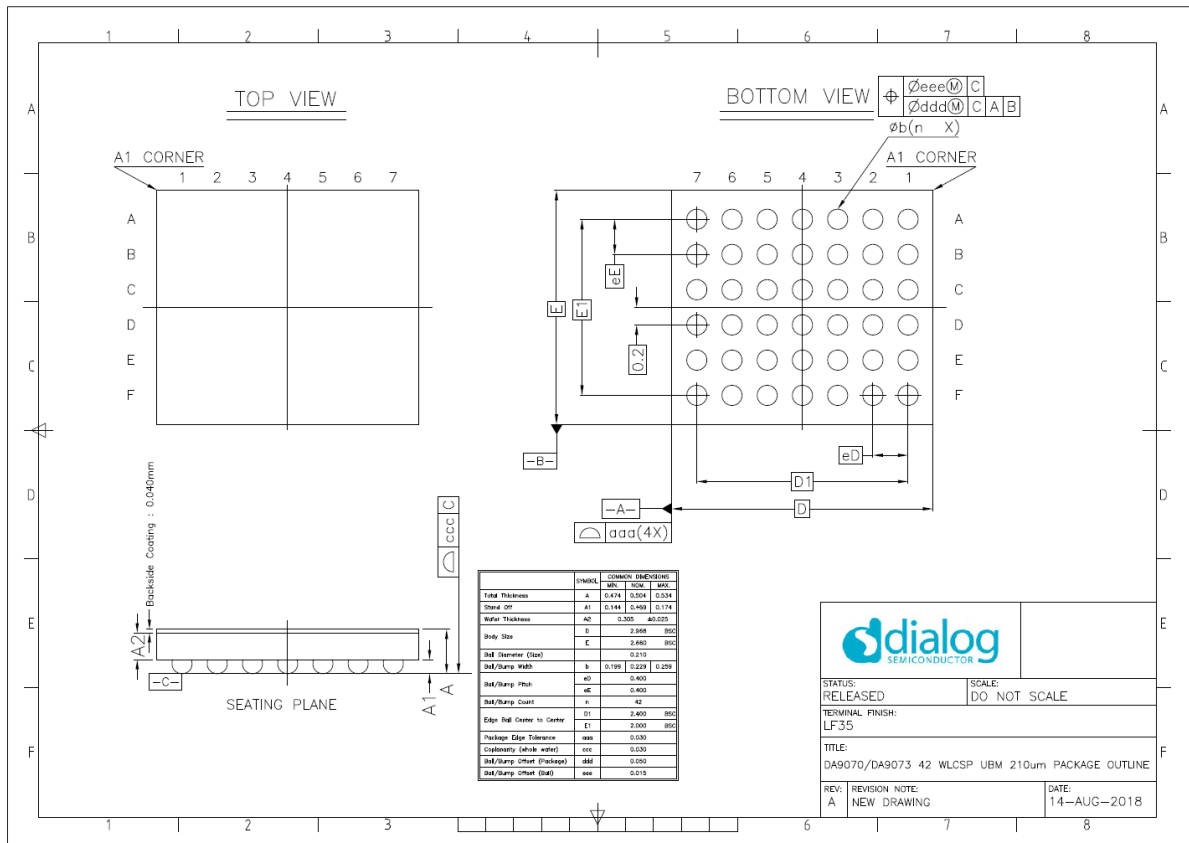 1 2 3 4 5 6 7 8
A A
TOP VIEW
BOTTOM VIEW
Øeee Ⓜ C
Øddd Ⓜ C A B
øb(n X)
A1 CORNER
A1 CORNER
1 2 3 4 5 6 7
7 6 5 4 3 2 1
A
B
C
D
E
F
A
B
C
D
E
F
B B
eE
E
E1
0.2
C C
eD
D1
D
-B-
-A-
aaa(4X)
D D
Backside Coating : 0.040mm
ccc C
A2
-C-
A1
A
SEATING PLANE
E E
SYMBOL COMMON DIMENSIONS
MIN. NOM. MAX.
Total Thickness A 0.474 0.504 0.534
Stand Off A1 0.144 0.174
Wafer Thickness A2 0.305 ±0.025
Body Size D 2.968 BSC
E 2.660 BSC
Ball Diameter (Size) 0.210
Ball/Bump Width b 0.199 0.229 0.259
Ball/Bump Pitch eD 0.400
eE 0.400
Ball/Bump Count n 42
Edge Ball Center to Center D1 2.400 BSC
E1 2.000 BSC
Package Edge Tolerance aaa 0.030
Coplanarity (whole wafer) ccc 0.030
Ball/Bump Offset (Package) ddd 0.050
Ball/Bump Offset (Ball) eee 0.015
dialog
SEMICONDUCTOR
STATUS: SCALE:
RELEASED DO NOT SCALE
TERMINAL FINISH:
LF35
TITLE:
DA9070/DA9073 42 WLCSP UBM 210um PACKAGE OUTLINE
REV: REVISION NOTE: DATE:
A NEW DRAWING 14-AUG-2018
F F
1 2 3 6 7 8